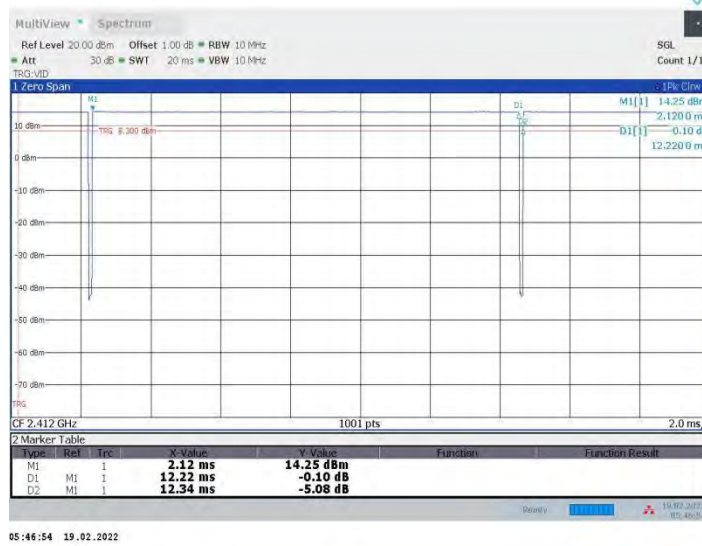 MultiView Spectrum
Ref Level 20.00 dBm Offset 1.00 dB RBW 10 MHz SGL
Att 30 dB SWT 20 ms VBW 10 MHz Count 1/1
TRG:VID
1 Zero Span 1Pk Clrw
M1 D1 M1[1] 14.25 dBm
2.1200 m
10 dBm TRG 8.300 dBm D2 D1[1] -0.10 d
0 dBm 12.2200 m
-10 dBm
-20 dBm
-30 dBm
-40 dBm
-50 dBm
-60 dBm
-70 dBm
TRG
CF 2.412 GHz 1001 pts 2.0 ms/
2 Marker Table
Type Ref Trc X-Value Y-Value Function Function Result
M1 1 2.12 ms 14.25 dBm
D1 M1 1 12.22 ms -0.10 dB
D2 M1 1 12.34 ms -5.08 dB
Ready
05:46:54 19.02.2022